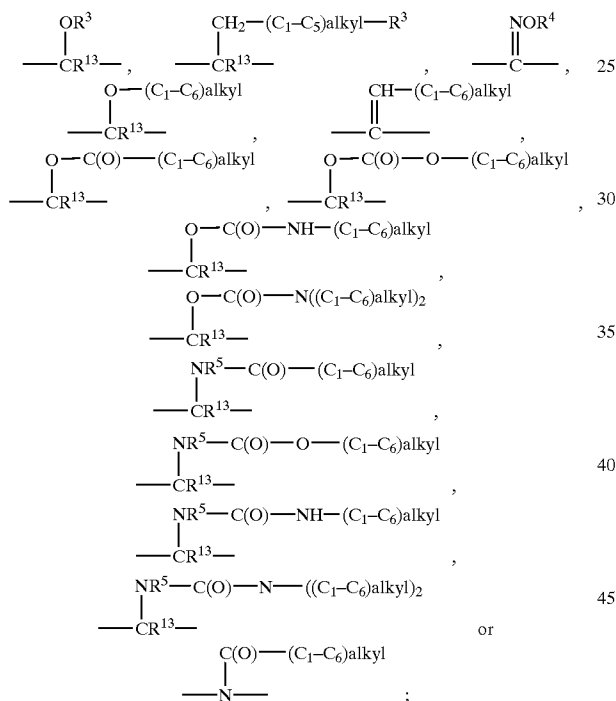 OR³ CH₂—(C₁–C₅)alkyl—R³ NOR⁴
—CR¹³—, —CR¹³— , —C—, 25
O—(C₁–C₆)alkyl CH—(C₁–C₆)alkyl
—CR¹³— , —C— ,
O—C(O)—(C₁–C₆)alkyl O—C(O)—O—(C₁–C₆)alkyl
—CR¹³— , —CR¹³— , 30
O—C(O)—NH—(C₁–C₆)alkyl
—CR¹³— ,
O—C(O)—N((C₁–C₆)alkyl)₂
—CR¹³— , 35
NR⁵—C(O)—(C₁–C₆)alkyl
—CR¹³— ,
NR⁵—C(O)—O—(C₁–C₆)alkyl 40
—CR¹³— ,
NR⁵—C(O)—NH—(C₁–C₆)alkyl
—CR¹³— ,
NR⁵—C(O)—N—((C₁–C₆)alkyl)₂ 45
—CR¹³— or
C(O)—(C₁–C₆)alkyl
—N— ;